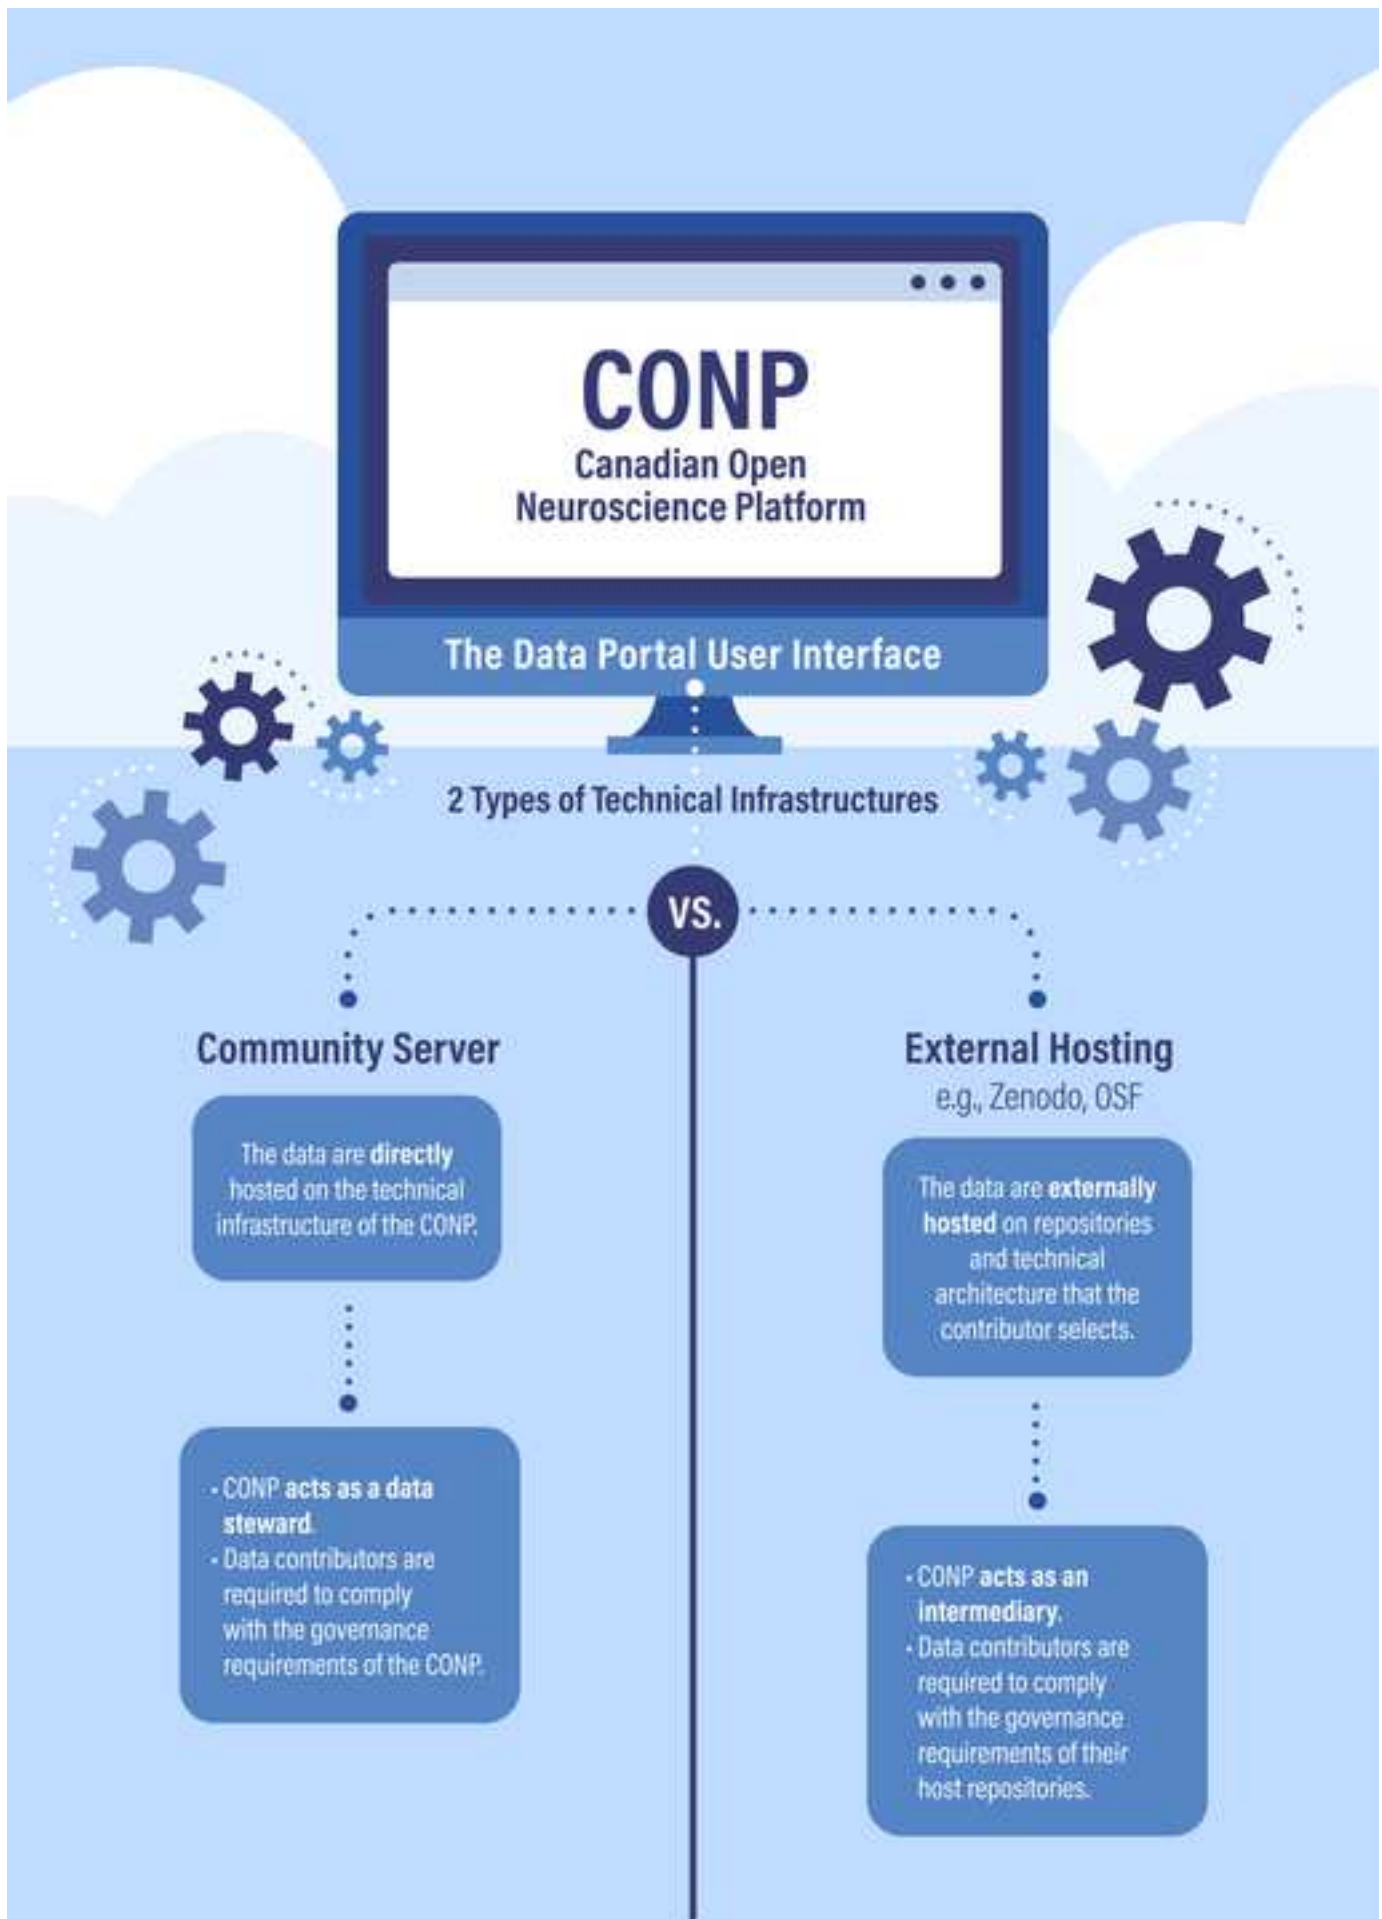 CONP
Canadian Open
Neuroscience Platform
The Data Portal User Interface
2 Types of Technical Infrastructures
VS.
Community Server
The data are directly
hosted on the technical
infrastructure of the CONP.
• CONP acts as a data
steward.
• Data contributors are
required to comply
with the governance
requirements of the CONP.
External Hosting
e.g., Zenodo, OSF
The data are externally
hosted on repositories
and technical
architecture that the
contributor selects.
• CONP acts as an
intermediary.
• Data contributors are
required to comply
with the governance
requirements of their
host repositories.